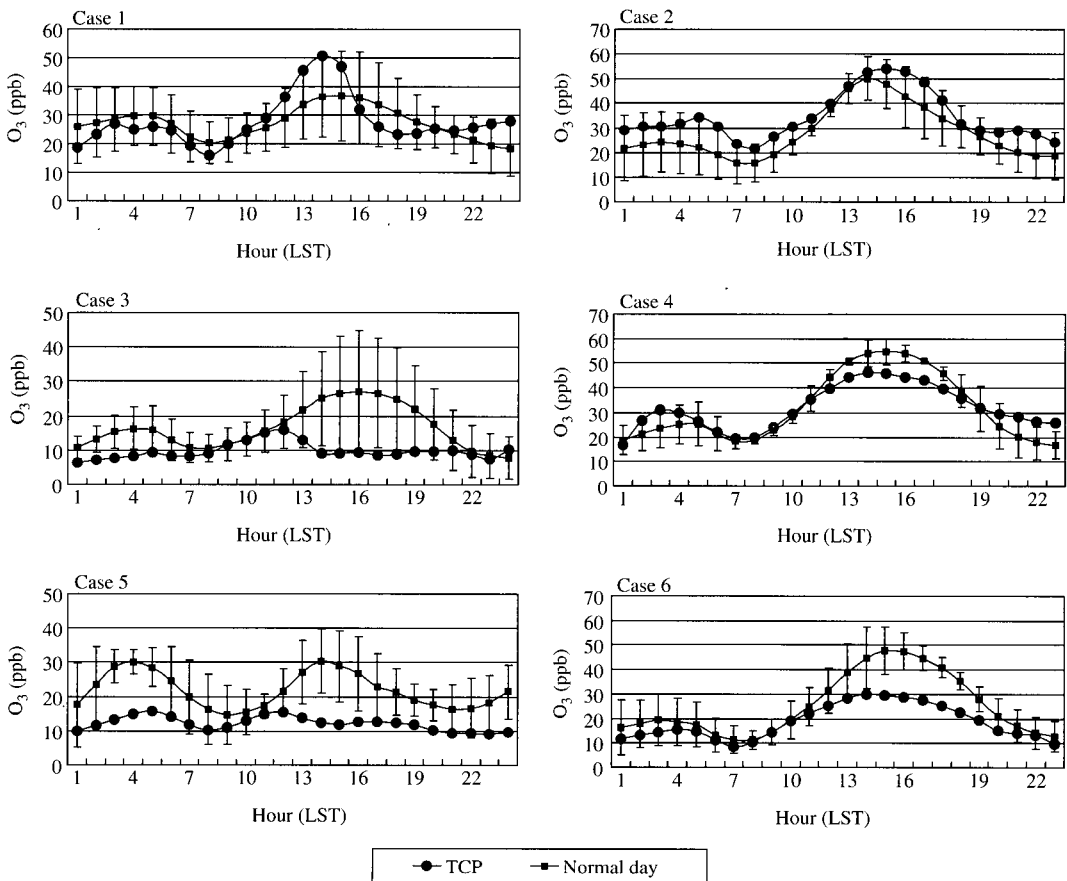 Case 1
O3 (ppb)
60
50
40
30
20
10
0
1 4 7 10 13 16 19 22
Hour (LST)
Case 2
O3 (ppb)
70
60
50
40
30
20
10
0
1 4 7 10 13 16 19 22
Hour (LST)
Case 3
O3 (ppb)
50
40
30
20
10
0
1 4 7 10 13 16 19 22
Hour (LST)
Case 4
O3 (ppb)
70
60
50
40
30
20
10
0
1 4 7 10 13 16 19 22
Hour (LST)
Case 5
O3 (ppb)
50
40
30
20
10
0
1 4 7 10 13 16 19 22
Hour (LST)
Case 6
O3 (ppb)
70
60
50
40
30
20
10
0
1 4 7 10 13 16 19 22
Hour (LST)
TCP Normal day